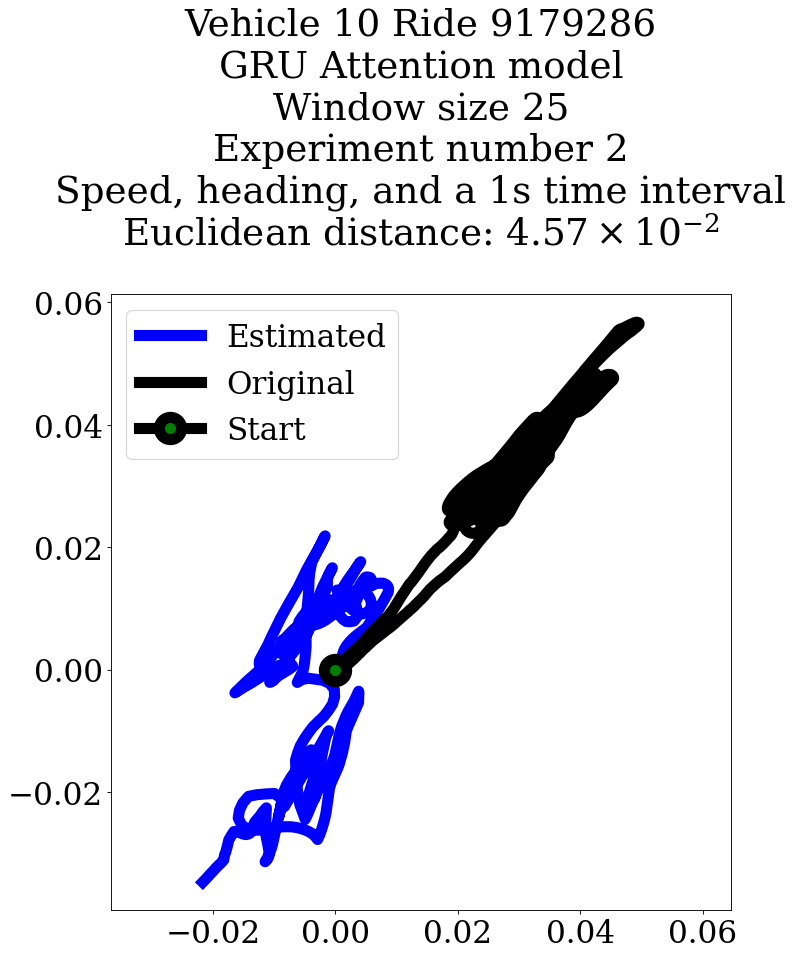 Vehicle 10 Ride 9179286
GRU Attention model
Window size 25
Experiment number 2
Speed, heading, and a 1s time interval
Euclidean distance: 4.57 × 10⁻²
0.06
0.04
0.02
0.00
−0.02
Estimated
Original
Start
−0.02 0.00 0.02 0.04 0.06